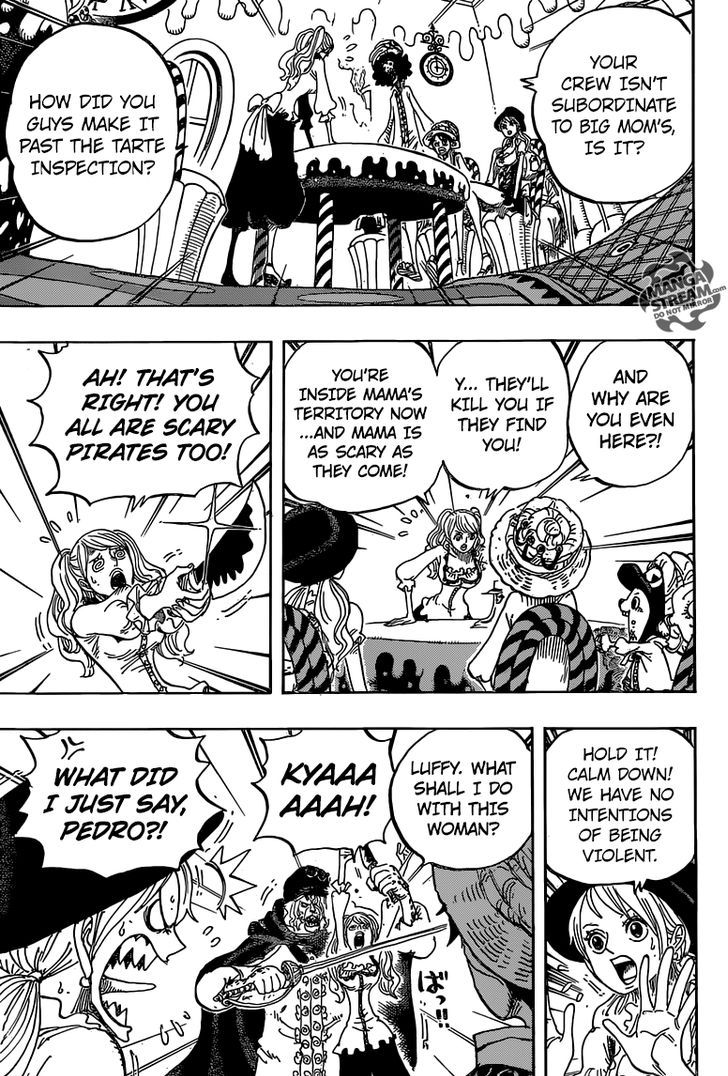 YOUR
CREW ISN'T
SUBORDINATE
TO BIG MOM'S,
IS IT?
HOW DID YOU
GUYS MAKE IT
PAST THE TARTE
INSPECTION?
MANGA
STREAM.com
DO NOT MIRROR
AND
WHY ARE
YOU EVEN
HERE?!
Y... THEY'LL
KILL YOU IF
THEY FIND
YOU!
YOU'RE
INSIDE MAMA'S
TERRITORY NOW
...AND MAMA IS
AS SCARY AS
THEY COME!
AH! THAT'S
RIGHT! YOU
ALL ARE SCARY
PIRATES TOO!
HOLD IT!
CALM DOWN!
WE HAVE NO
INTENTIONS
OF BEING
VIOLENT.
LUFFY. WHAT
SHALL I DO
WITH THIS
WOMAN?
KYAAA
AAAAH!
ばっ
WHAT DID
I JUST SAY,
PEDRO?!